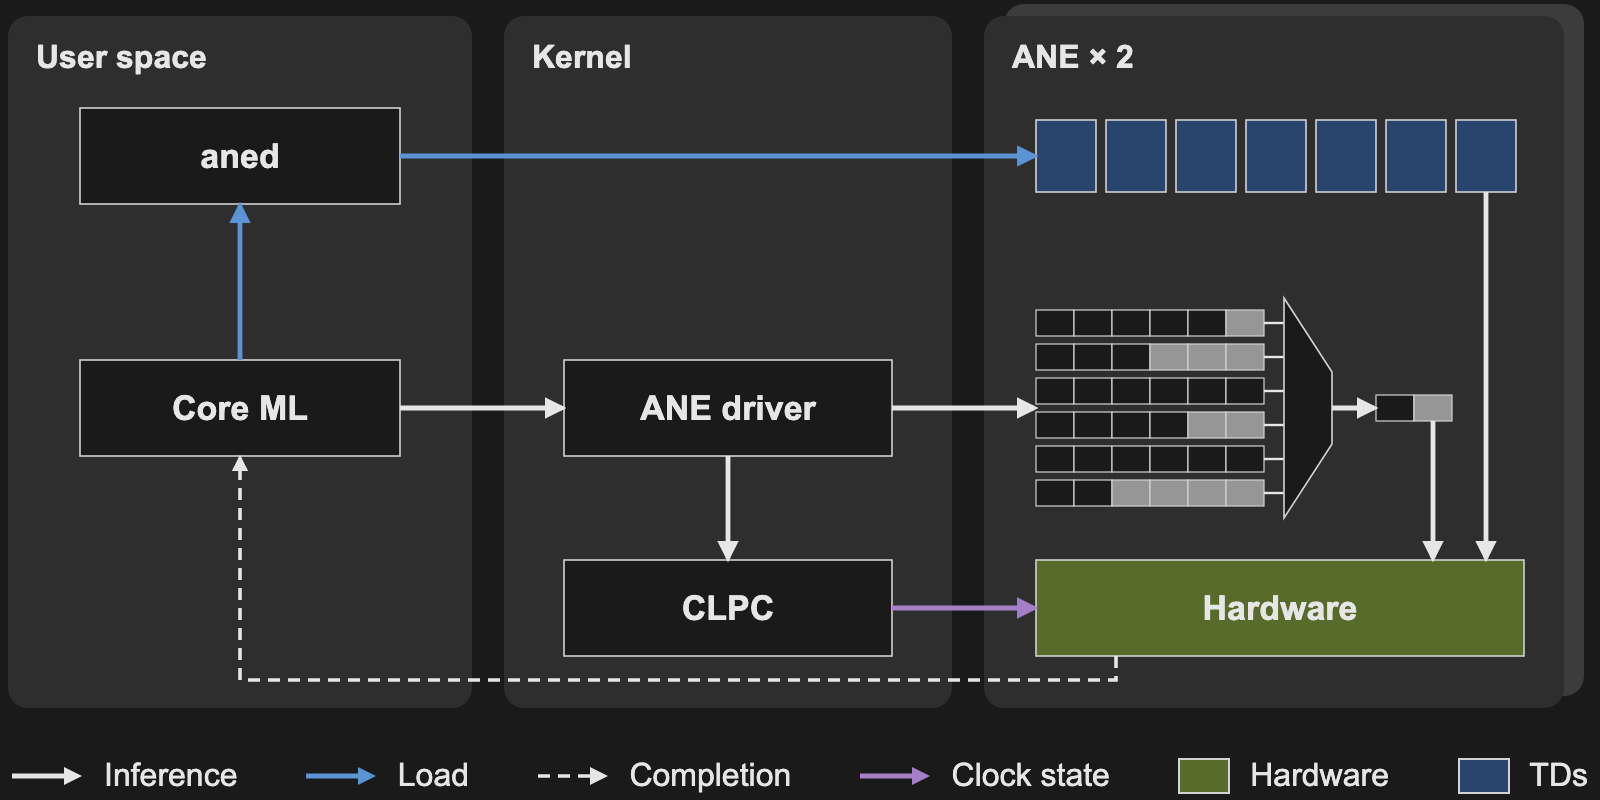 User space
Kernel
ANE × 2
aned
Core ML
ANE driver
CLPC
Hardware
Inference
Load
Completion
Clock state
Hardware
TDs